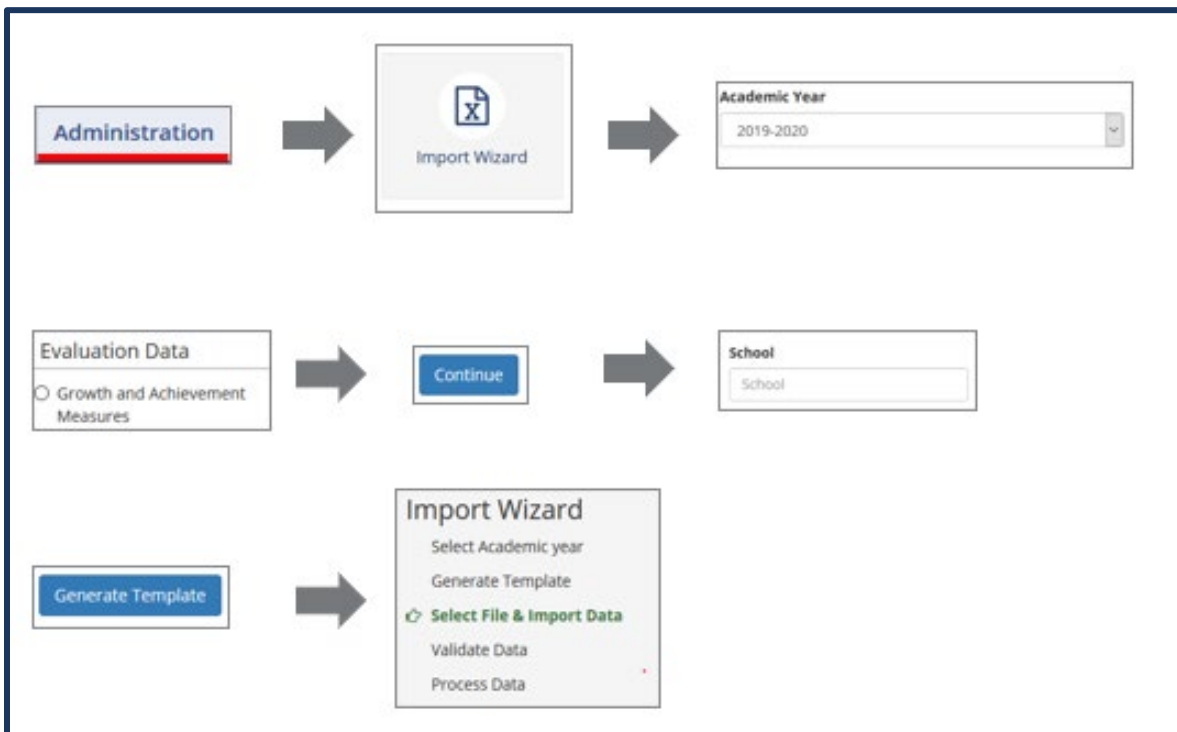 Administration
Import Wizard
Academic Year
2019-2020
Evaluation Data
Growth and Achievement
Measures
Continue
School
School
Generate Template
Import Wizard
Select Academic year
Generate Template
Select File & Import Data
Validate Data
Process Data